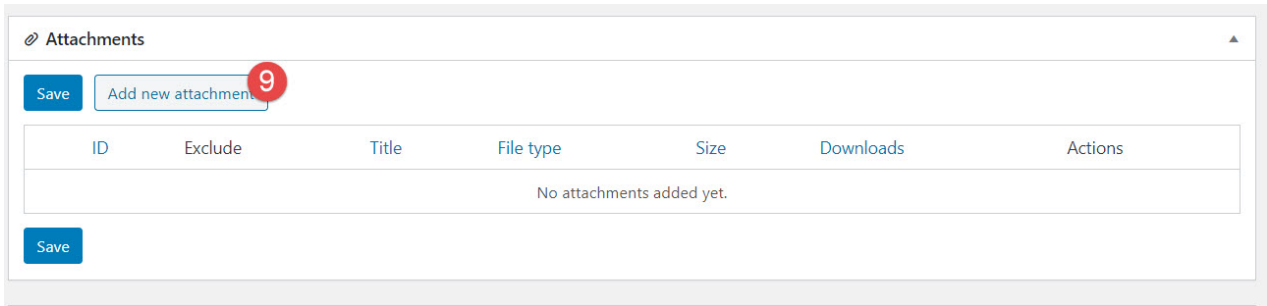 Attachments
Save Add new attachment 9
ID Exclude Title File type Size Downloads Actions
No attachments added yet.
Save